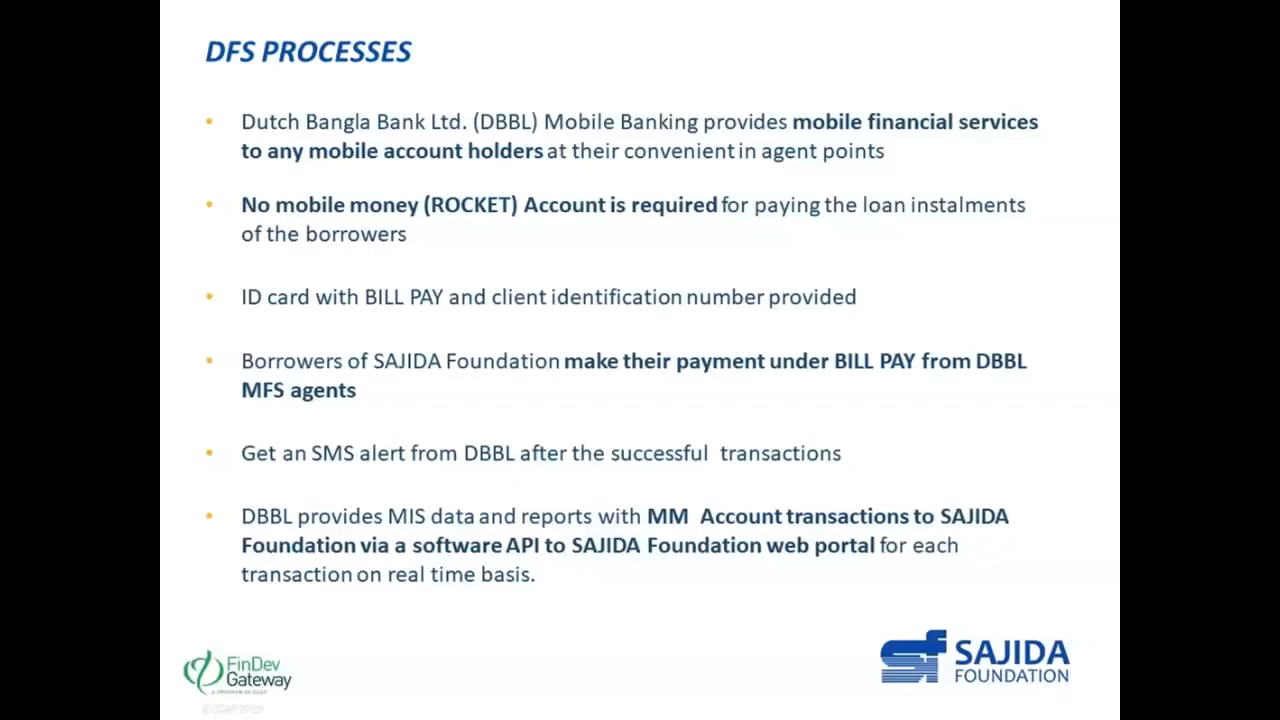 DFS PROCESSES
• Dutch Bangla Bank Ltd. (DBBL) Mobile Banking provides mobile financial services
to any mobile account holders at their convenient in agent points
• No mobile money (ROCKET) Account is required for paying the loan instalments
of the borrowers
• ID card with BILL PAY and client identification number provided
• Borrowers of SAJIDA Foundation make their payment under BILL PAY from DBBL
MFS agents
• Get an SMS alert from DBBL after the successful transactions
• DBBL provides MIS data and reports with MM Account transactions to SAJIDA
Foundation via a software API to SAJIDA Foundation web portal for each
transaction on real time basis.
FinDev
Gateway
A PROGRAM OF CGAP
SAJIDA
FOUNDATION